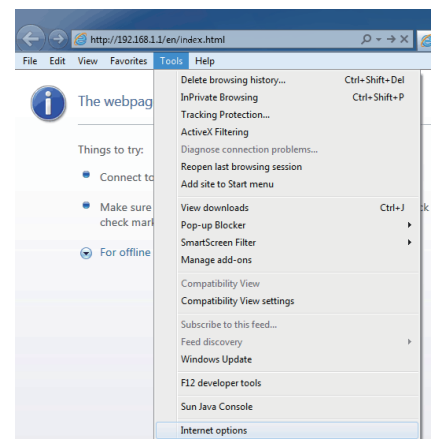 http://192.168.1.1/en/index.html
File Edit View Favorites Tools Help
Delete browsing history... Ctrl+Shift+Del
InPrivate Browsing Ctrl+Shift+P
Tracking Protection...
ActiveX Filtering
Diagnose connection problems...
Reopen last browsing session
Add site to Start menu
View downloads Ctrl+J
Pop-up Blocker
SmartScreen Filter
Manage add-ons
Compatibility View
Compatibility View settings
Subscribe to this feed...
Feed discovery
Windows Update
F12 developer tools
Sun Java Console
Internet options
The webpag
Things to try:
Connect to
Make sure
check mark
For offline